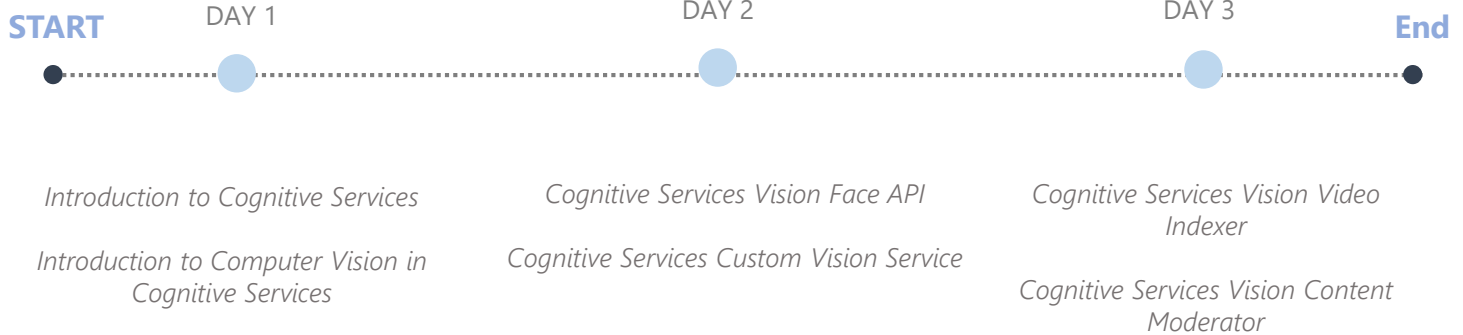 START
DAY 1
DAY 2
DAY 3
End
Introduction to Cognitive Services
Introduction to Computer Vision in
Cognitive Services
Cognitive Services Vision Face API
Cognitive Services Custom Vision Service
Cognitive Services Vision Video
Indexer
Cognitive Services Vision Content
Moderator